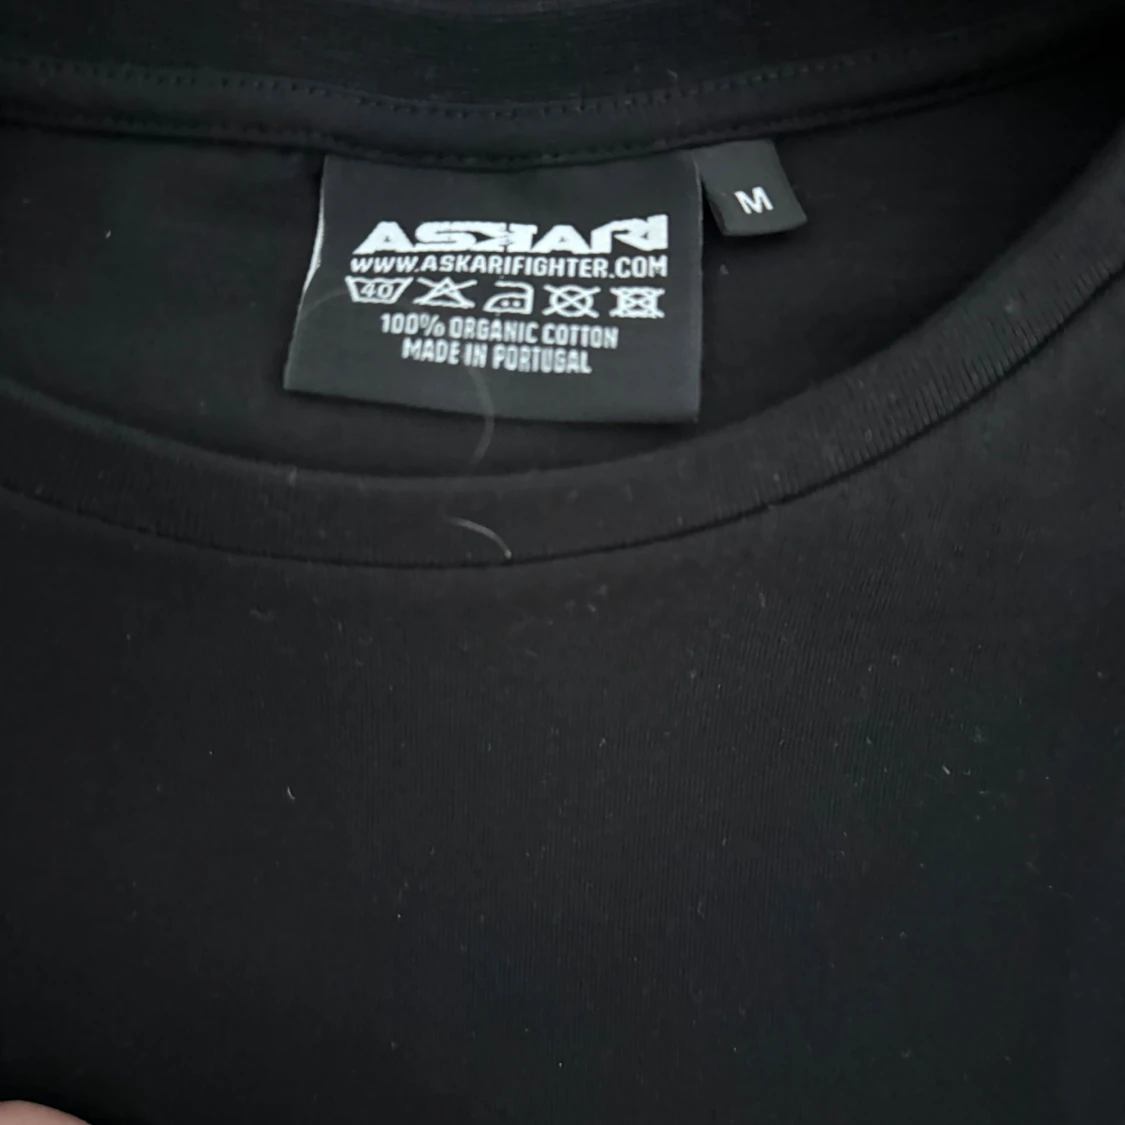 ASKARI
M
WWW.ASKARIFIGHTER.COM
40
100% ORGANIC COTTON
MADE IN PORTUGAL